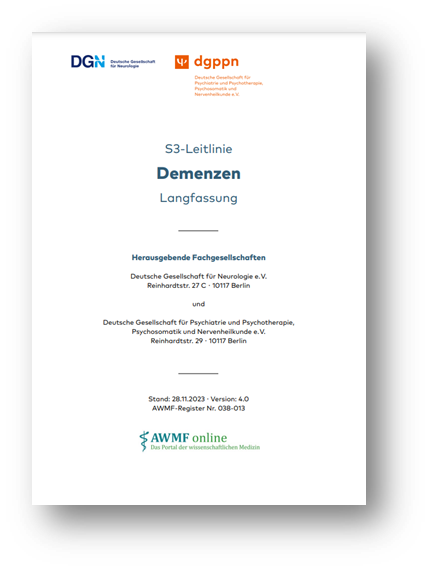 DGN Deutsche Gesellschaft
für Neurologie
dgppn
Deutsche Gesellschaft für
Psychiatrie und Psychotherapie,
Psychosomatik und
Nervenheilkunde e.V.
S3-Leitlinie
Demenzen
Langfassung
Herausgebende Fachgesellschaften
Deutsche Gesellschaft für Neurologie e.V.
Reinhardtstr. 27 C · 10117 Berlin
und
Deutsche Gesellschaft für Psychiatrie und Psychotherapie,
Psychosomatik und Nervenheilkunde e.V.
Reinhardtstr. 29 · 10117 Berlin
Stand: 28.11.2023 · Version: 4.0
AWMF-Register Nr. 038-013
AWMF online
Das Portal der wissenschaftlichen Medizin